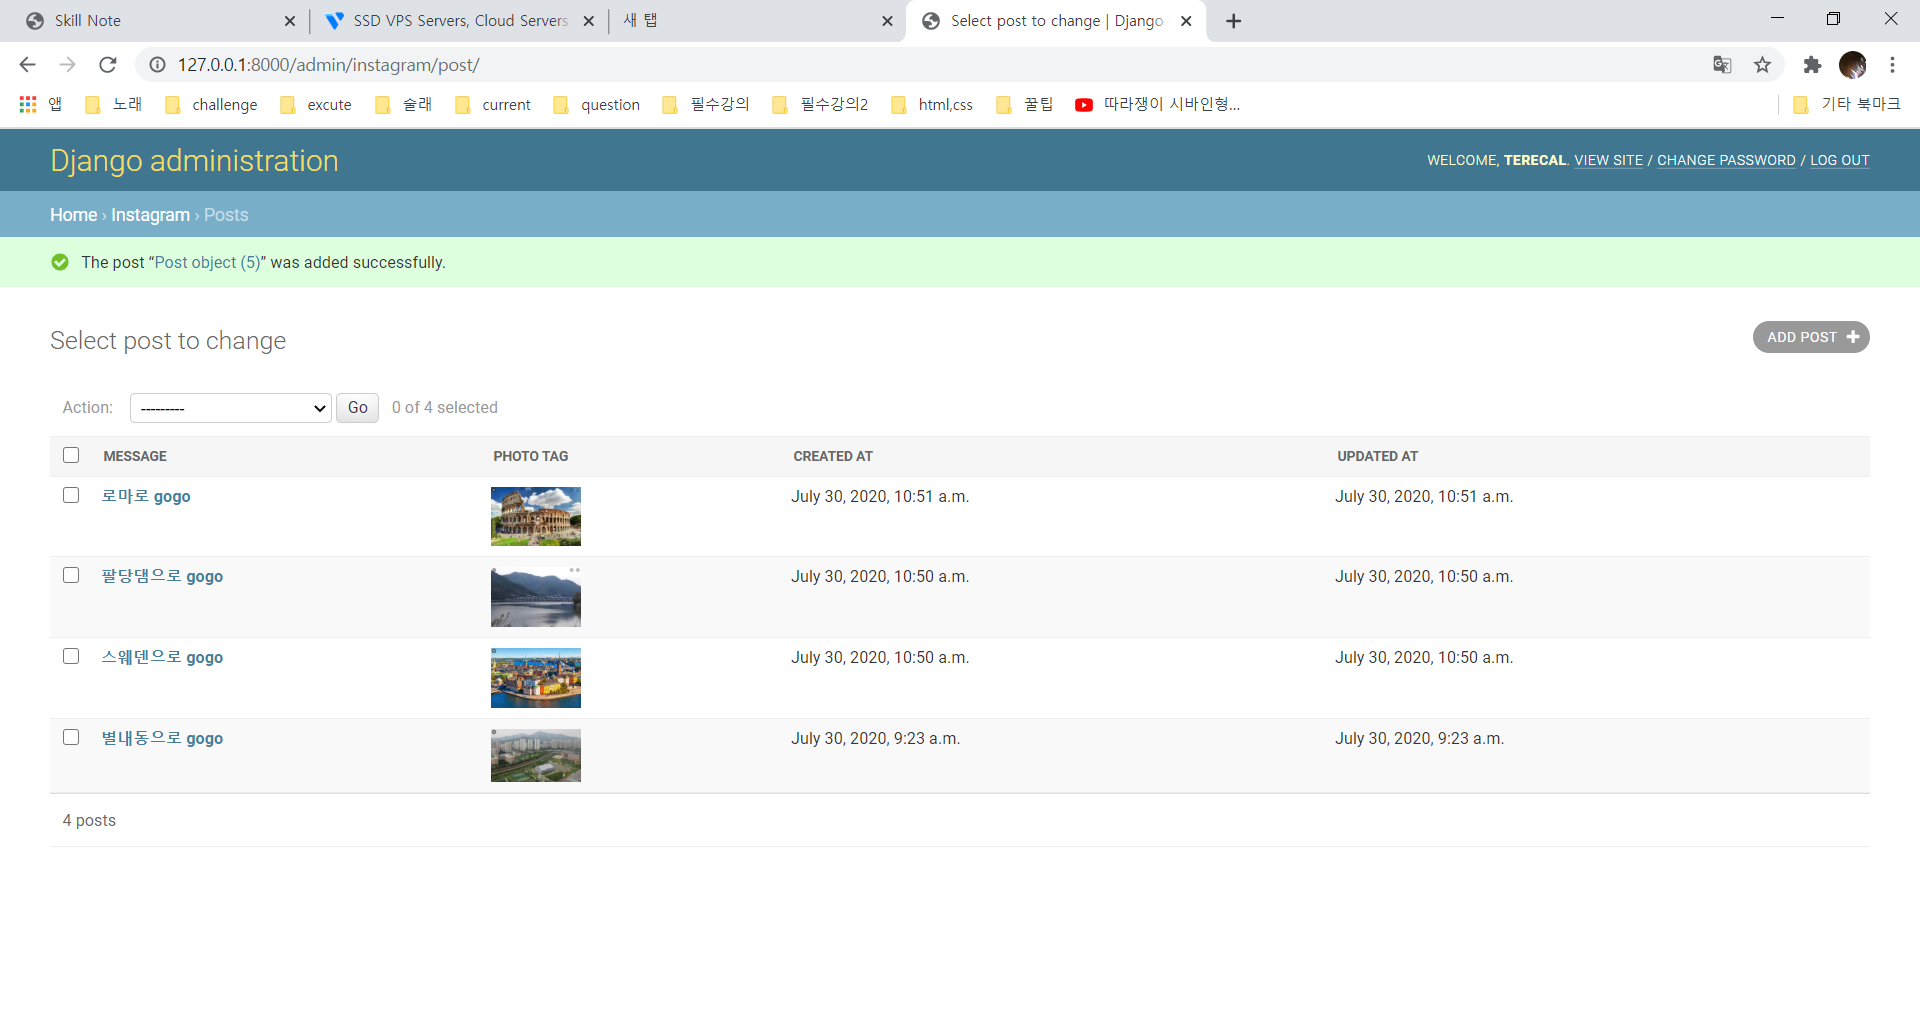 Skill Note
SSD VPS Servers, Cloud Servers
새 탭
Select post to change | Django
127.0.0.1:8000/admin/instagram/post/
앱 노래 challenge excute 술래 current question 필수강의 필수강의2 html,css 꿀팁 따라쟁이 시바인형... 기타 북마크
Django administration
WELCOME, TERECAL. VIEW SITE / CHANGE PASSWORD / LOG OUT
Home › Instagram › Posts
The post “Post object (5)” was added successfully.
Select post to change
ADD POST +
Action: --------- Go 0 of 4 selected
MESSAGE PHOTO TAG CREATED AT UPDATED AT
로마로 gogo July 30, 2020, 10:51 a.m. July 30, 2020, 10:51 a.m.
팔당댐으로 gogo July 30, 2020, 10:50 a.m. July 30, 2020, 10:50 a.m.
스웨덴으로 gogo July 30, 2020, 10:50 a.m. July 30, 2020, 10:50 a.m.
별내동으로 gogo July 30, 2020, 9:23 a.m. July 30, 2020, 9:23 a.m.
4 posts